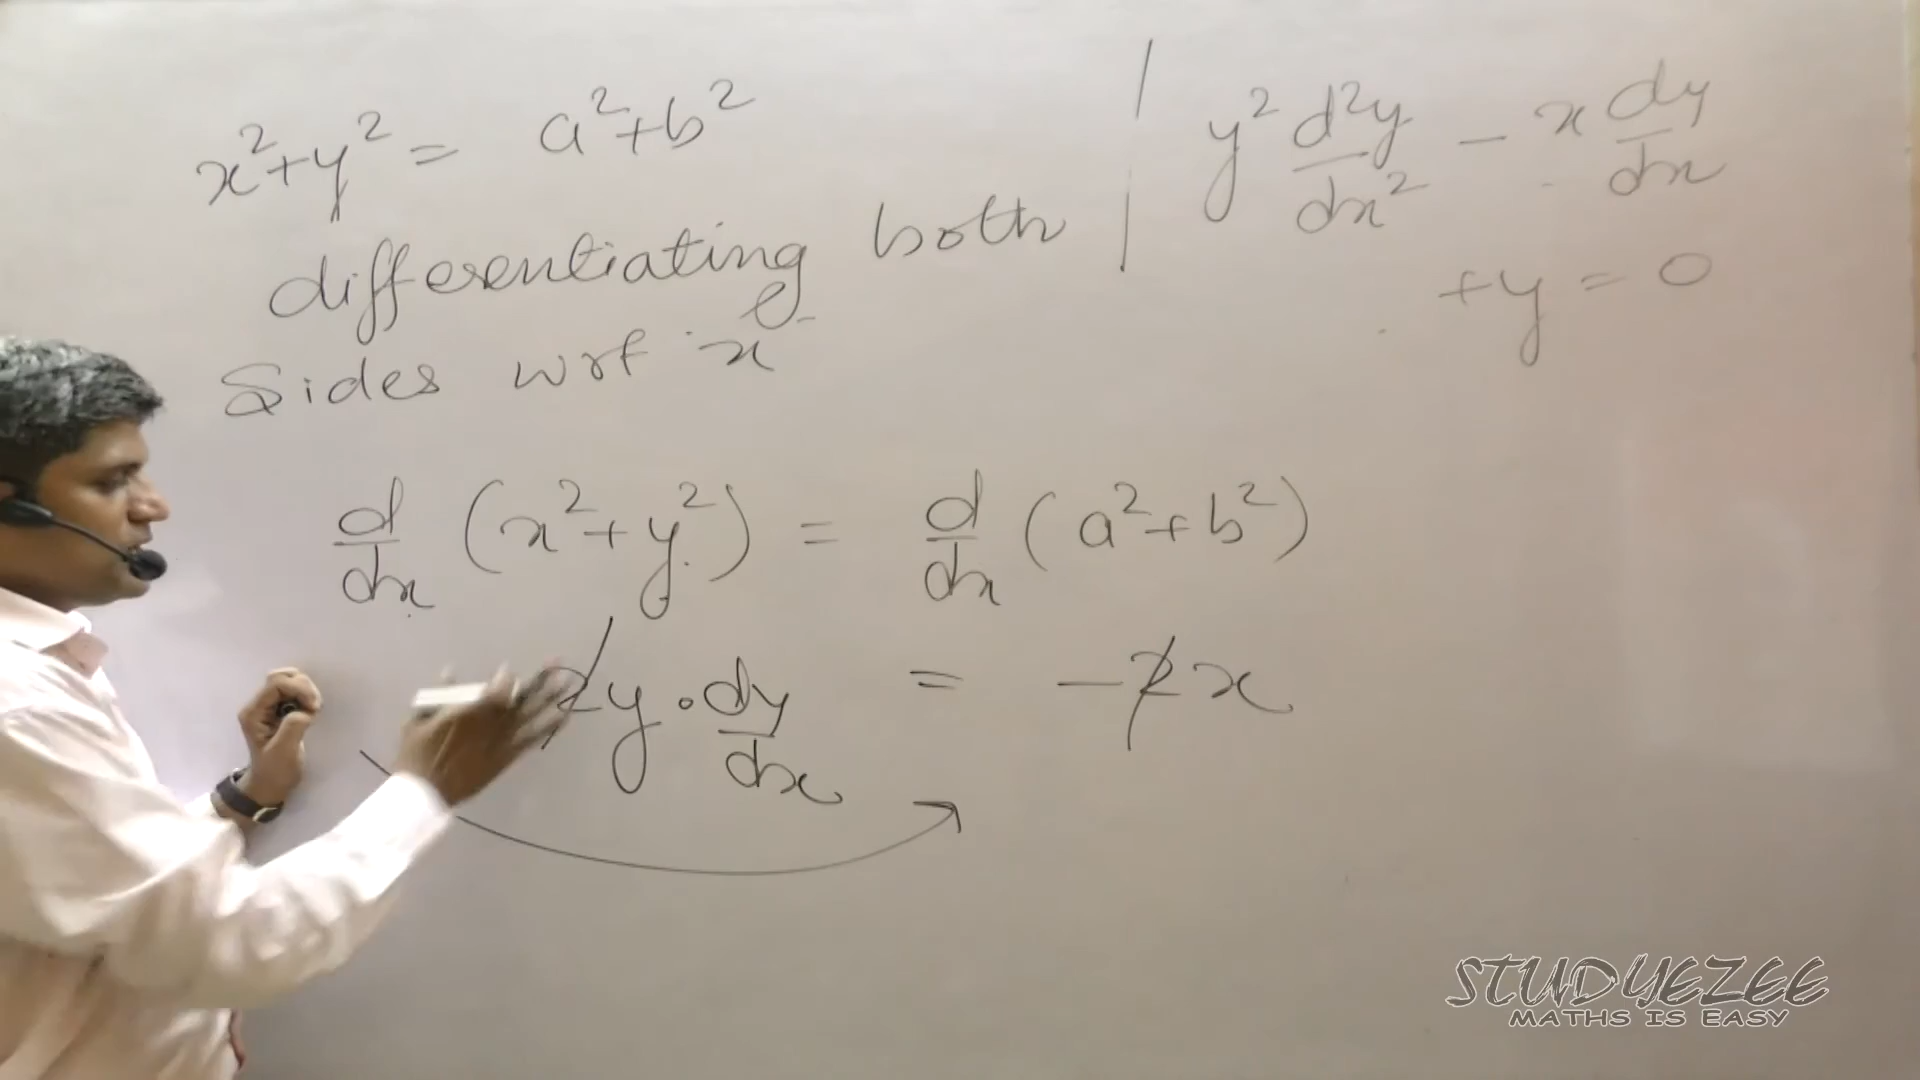 x² + y² = a² + b²
differentiating both
sides wrt x
y² d²y/dx² - x dy/dx
+ y = 0
d/dx (x² + y²) = d/dx (a² + b²)
2y · dy/dx = -2x
STUDYEZEE
MATHS IS EASY